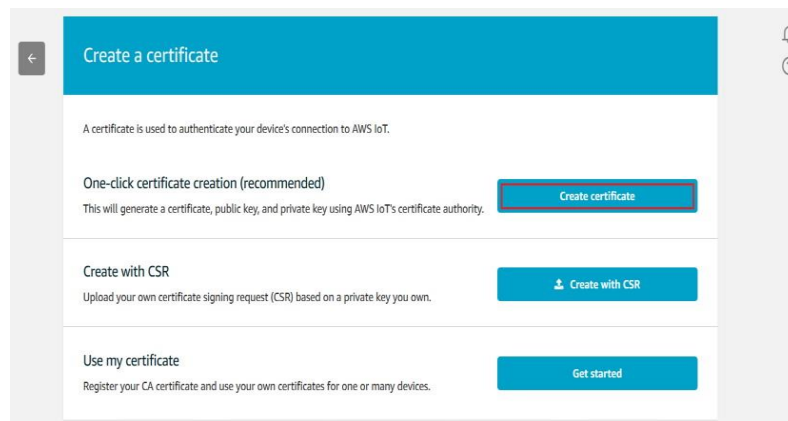 Create a certificate
A certificate is used to authenticate your device's connection to AWS IoT.
One-click certificate creation (recommended)
This will generate a certificate, public key, and private key using AWS IoT's certificate authority.
Create certificate
Create with CSR
Upload your own certificate signing request (CSR) based on a private key you own.
Create with CSR
Use my certificate
Register your CA certificate and use your own certificates for one or many devices.
Get started